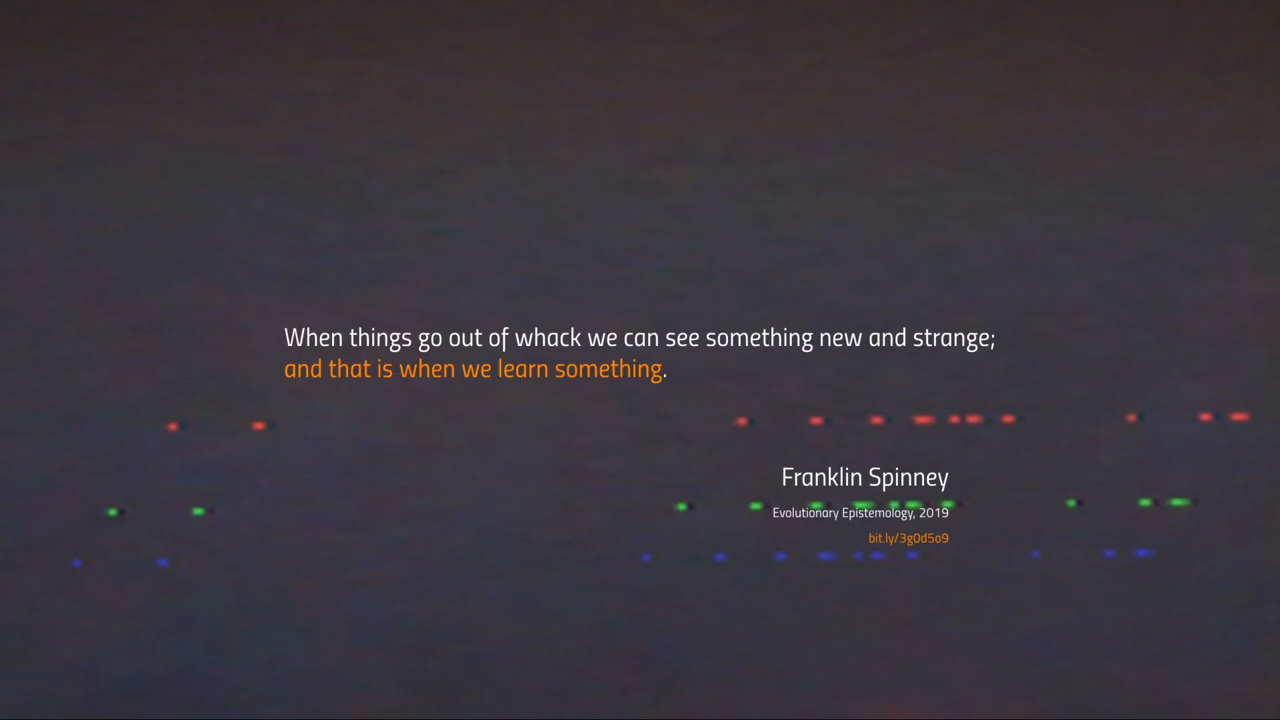 When things go out of whack we can see something new and strange;
and that is when we learn something.
Franklin Spinney
Evolutionary Epistemology, 2019
bit.ly/3g0d5o9